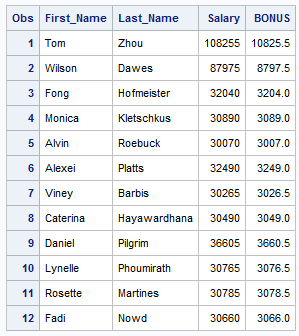 Obs First_Name Last_Name Salary BONUS
1 Tom Zhou 108255 10825.5
2 Wilson Dawes 87975 8797.5
3 Fong Hofmeister 32040 3204.0
4 Monica Kletschkus 30890 3089.0
5 Alvin Roebuck 30070 3007.0
6 Alexei Platts 32490 3249.0
7 Viney Barbis 30265 3026.5
8 Caterina Hayawardhana 30490 3049.0
9 Daniel Pilgrim 36605 3660.5
10 Lynelle Phoumirath 30765 3076.5
11 Rosette Martines 30785 3078.5
12 Fadi Nowd 30660 3066.0